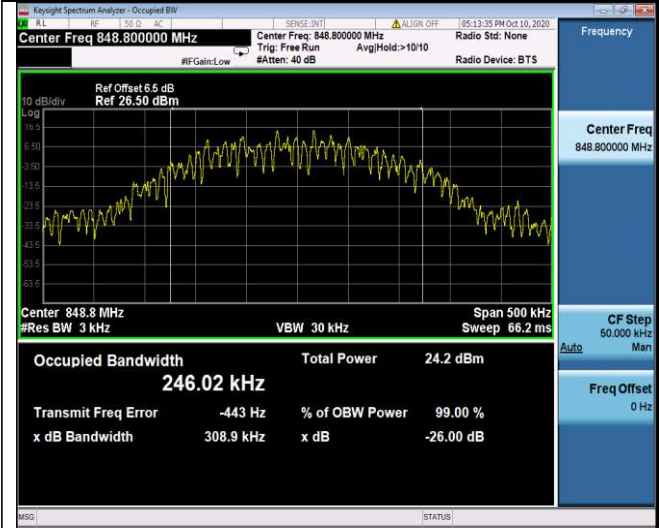 Keysight Spectrum Analyzer - Occupied BW
RL RF 50 Ω AC SENSE:INT ALIGN OFF 05:13:35 PM Oct 10, 2020
Center Freq 848.800000 MHz Center Freq: 848.800000 MHz Radio Std: None Frequency
Trig: Free Run Avg|Hold:>10/10
#IFGain:Low #Atten: 40 dB Radio Device: BTS
Ref Offset 6.5 dB
10 dB/div Ref 26.50 dBm
Log
16.5
6.50
-3.50
-13.5
-23.5
-33.5
-43.5
-53.5
-63.5
Center Freq
848.800000 MHz
Center 848.8 MHz Span 500 kHz
#Res BW 3 kHz VBW 30 kHz Sweep 66.2 ms
CF Step
50.000 kHz
Auto Man
Occupied Bandwidth Total Power 24.2 dBm
246.02 kHz
Freq Offset
0 Hz
Transmit Freq Error -443 Hz % of OBW Power 99.00 %
x dB Bandwidth 308.9 kHz x dB -26.00 dB
MSG STATUS